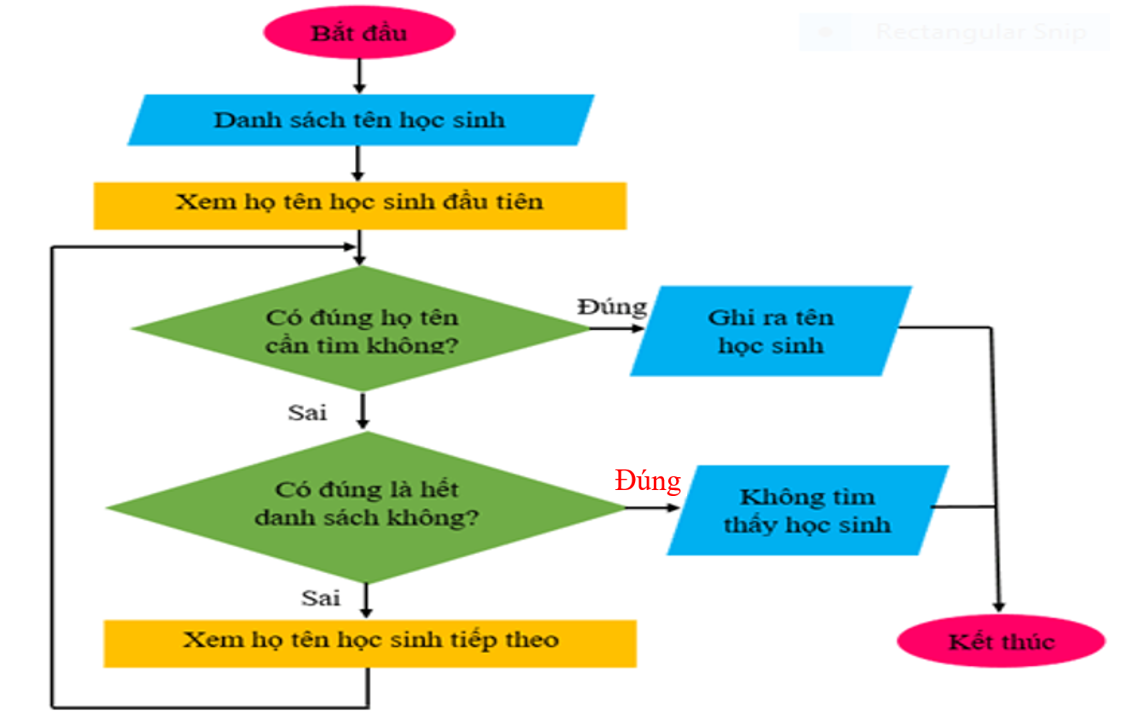 Bắt đầu
Rectangular Snip
Danh sách tên học sinh
Xem họ tên học sinh đầu tiên
Có đúng họ tên
cần tìm không?
Đúng
Ghi ra tên
học sinh
Sai
Có đúng là hết
danh sách không?
Đúng
Không tìm
thấy học sinh
Sai
Xem họ tên học sinh tiếp theo
Kết thúc